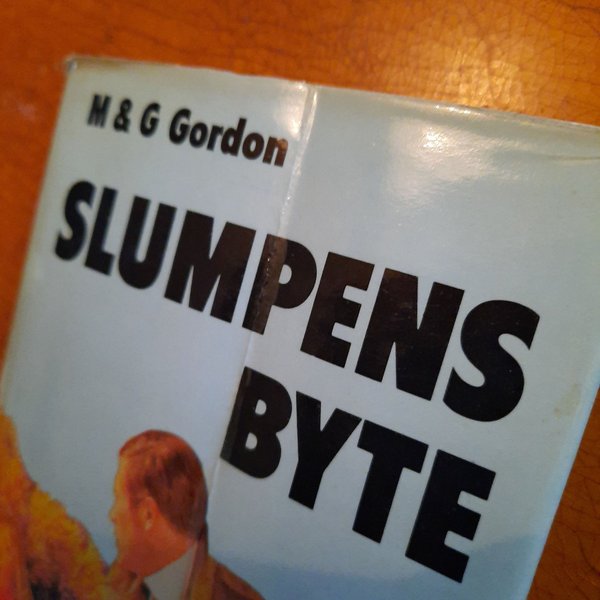 M & G Gordon
SLUMPENS
BYTE